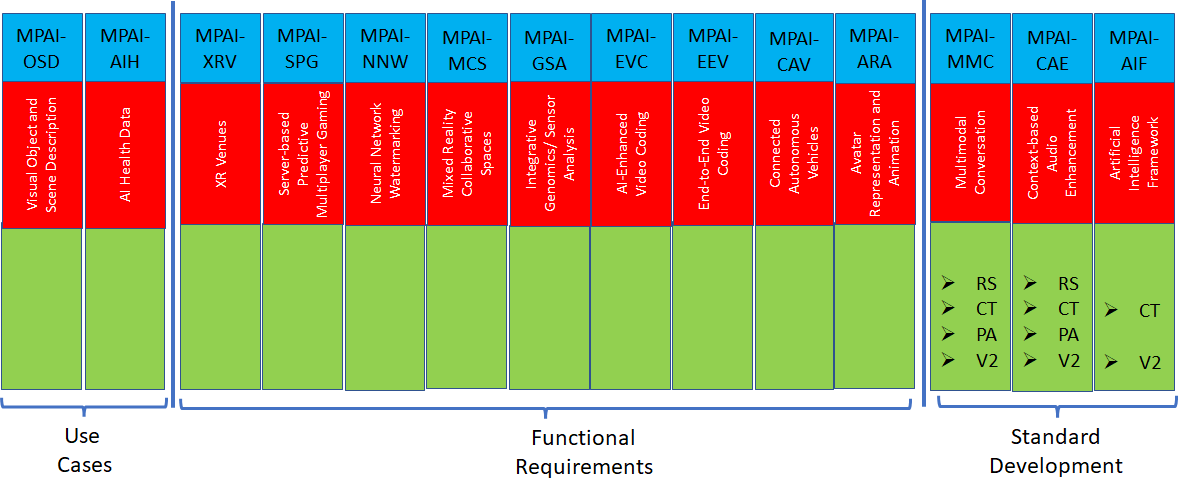 MPAI-
OSD
MPAI-
AIH
MPAI-
XRV
MPAI-
SPG
MPAI-
NNW
MPAI-
MCS
MPAI-
GSA
MPAI-
EVC
MPAI-
EEV
MPAI-
CAV
MPAI-
ARA
MPAI-
MMC
MPAI-
CAE
MPAI-
AIF
Visual Object and
Scene Description
AI Health Data
XR Venues
Server-based
Predictive
Multiplayer Gaming
Neural Network
Watermarking
Mixed Reality
Collaborative
Spaces
Integrative
Genomics/ Sensor
Analysis
AI-Enhanced
Video Coding
End-to-End Video
Coding
Connected
Autonomous
Vehicles
Avatar
Representation and
Animation
Multimodal
Conversation
Context-based
Audio
Enhancement
Artificial
Intelligence
Framework
➢ RS
➢ CT
➢ PA
➢ V2
➢ RS
➢ CT
➢ PA
➢ V2
➢ CT
➢ V2
Use
Cases
Functional
Requirements
Standard
Development